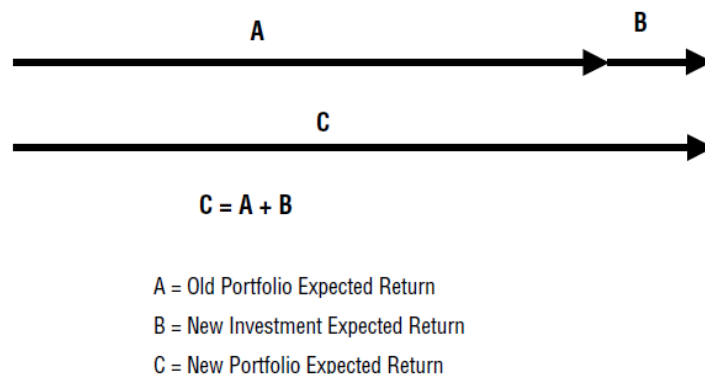 A
B
C
C = A + B
A = Old Portfolio Expected Return
B = New Investment Expected Return
C = New Portfolio Expected Return